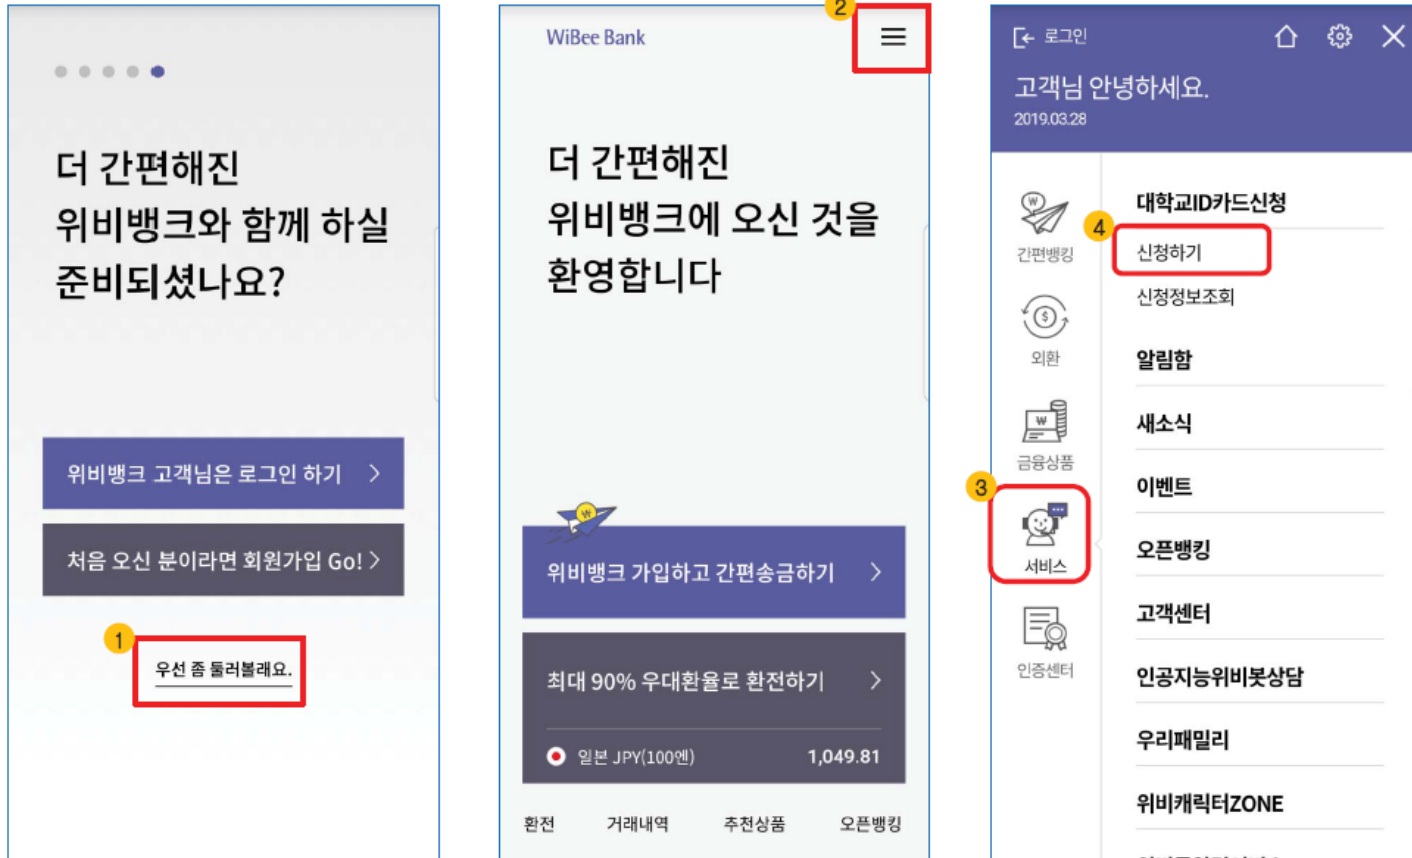 더 간편해진
위비뱅크와 함께 하실
준비되셨나요?
위비뱅크 고객님은 로그인 하기 >
처음 오신 분이라면 회원가입 Go! >
1
우선 좀 둘러볼래요.
2
WiBee Bank
더 간편해진
위비뱅크에 오신 것을
환영합니다
위비뱅크 가입하고 간편송금하기 >
최대 90% 우대환율로 환전하기 >
일본 JPY(100엔) 1,049.81
환전 거래내역 추천상품 오픈뱅킹
로그인
고객님 안녕하세요.
2019.03.28
간편뱅킹
외환
금융상품
3
서비스
인증센터
대학교ID카드신청
4
신청하기
신청정보조회
알림함
새소식
이벤트
오픈뱅킹
고객센터
인공지능위비봇상담
우리패밀리
위비캐릭터ZONE